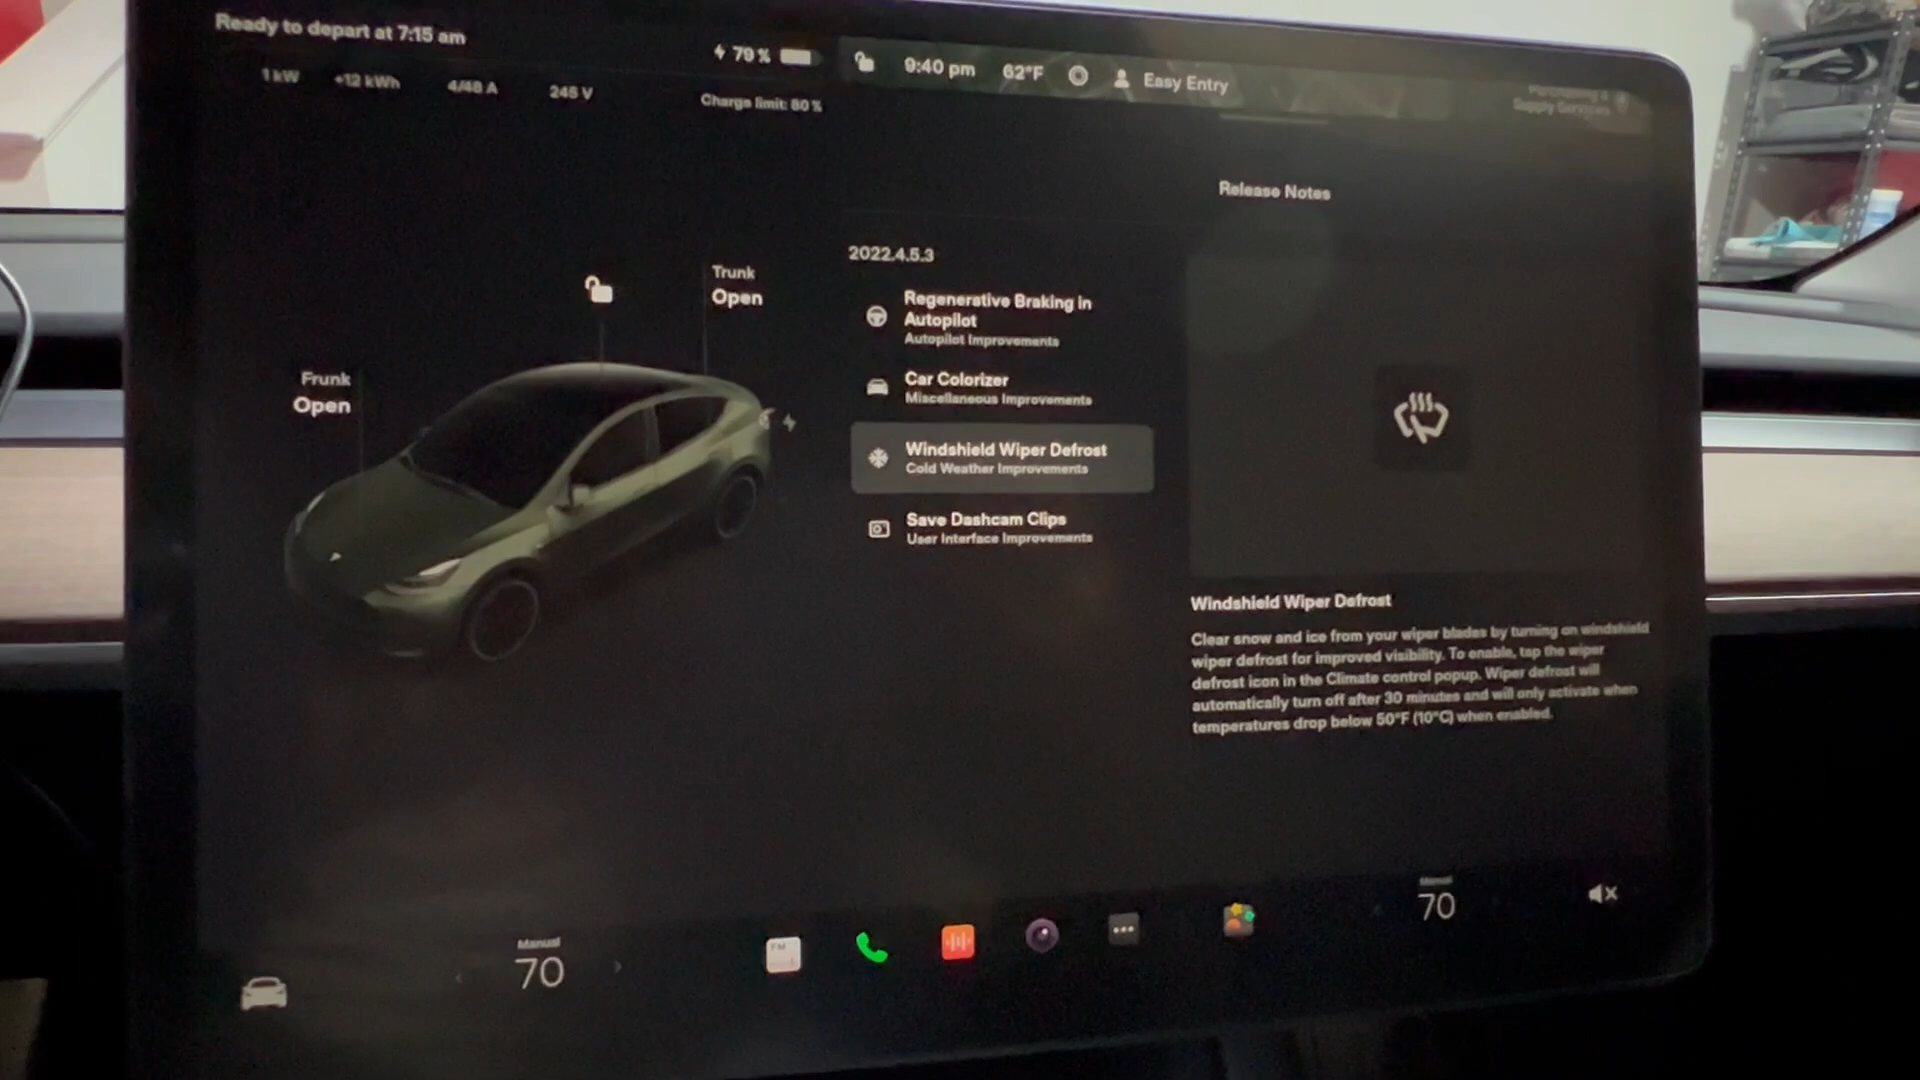 Ready to depart at 7:15 am
1 kW +12 kWh 4/48 A 245 V
79 %
Charge limit: 80 %
9:40 pm 62°F Easy Entry
Supply Services
Trunk
Open
Frunk
Open
Release Notes
2022.4.5.3
Regenerative Braking in
Autopilot
Autopilot Improvements
Car Colorizer
Miscellaneous Improvements
Windshield Wiper Defrost
Cold Weather Improvements
Save Dashcam Clips
User Interface Improvements
Windshield Wiper Defrost
Clear snow and ice from your wiper blades by turning on windshield
wiper defrost for improved visibility. To enable, tap the wiper
defrost icon in the Climate control popup. Wiper defrost will
automatically turn off after 30 minutes and will only activate when
temperatures drop below 50°F (10°C) when enabled.
Manual
70
FM
Manual
70